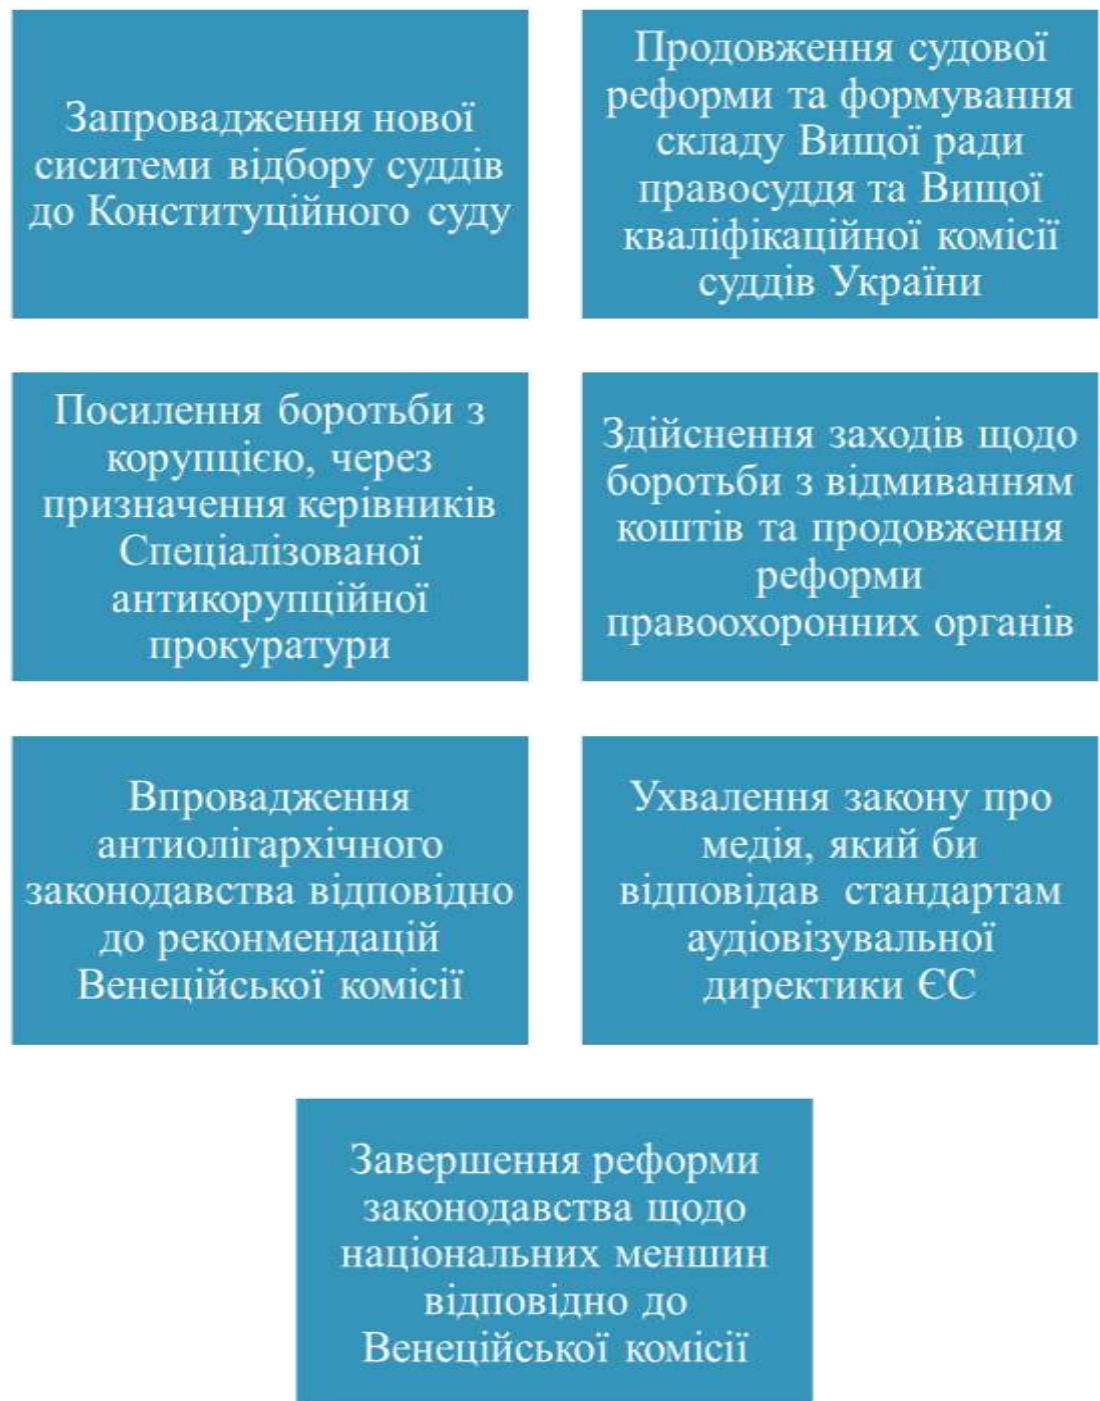 Запровадження нової
сиситеми відбору суддів
до Конституційного суду
Продовження судової
реформи та формування
складу Вищої ради
правосуддя та Вищої
кваліфікаційної комісії
суддів України
Посилення боротьби з
корупцією, через
призначення керівників
Спеціалізованої
антикорупційної
прокуратури
Здійснення заходів щодо
боротьби з відмиванням
коштів та продовження
реформи
правоохоронних органів
Впровадження
антиолігархічного
законодавства відповідно
до реконмендацій
Венеційської комісії
Ухвалення закону про
медія, який би
відповідав стандартам
аудіовізувальної
директики ЄС
Завершення реформи
законодавства щодо
національних меншин
відповідно до
Венеційської комісії